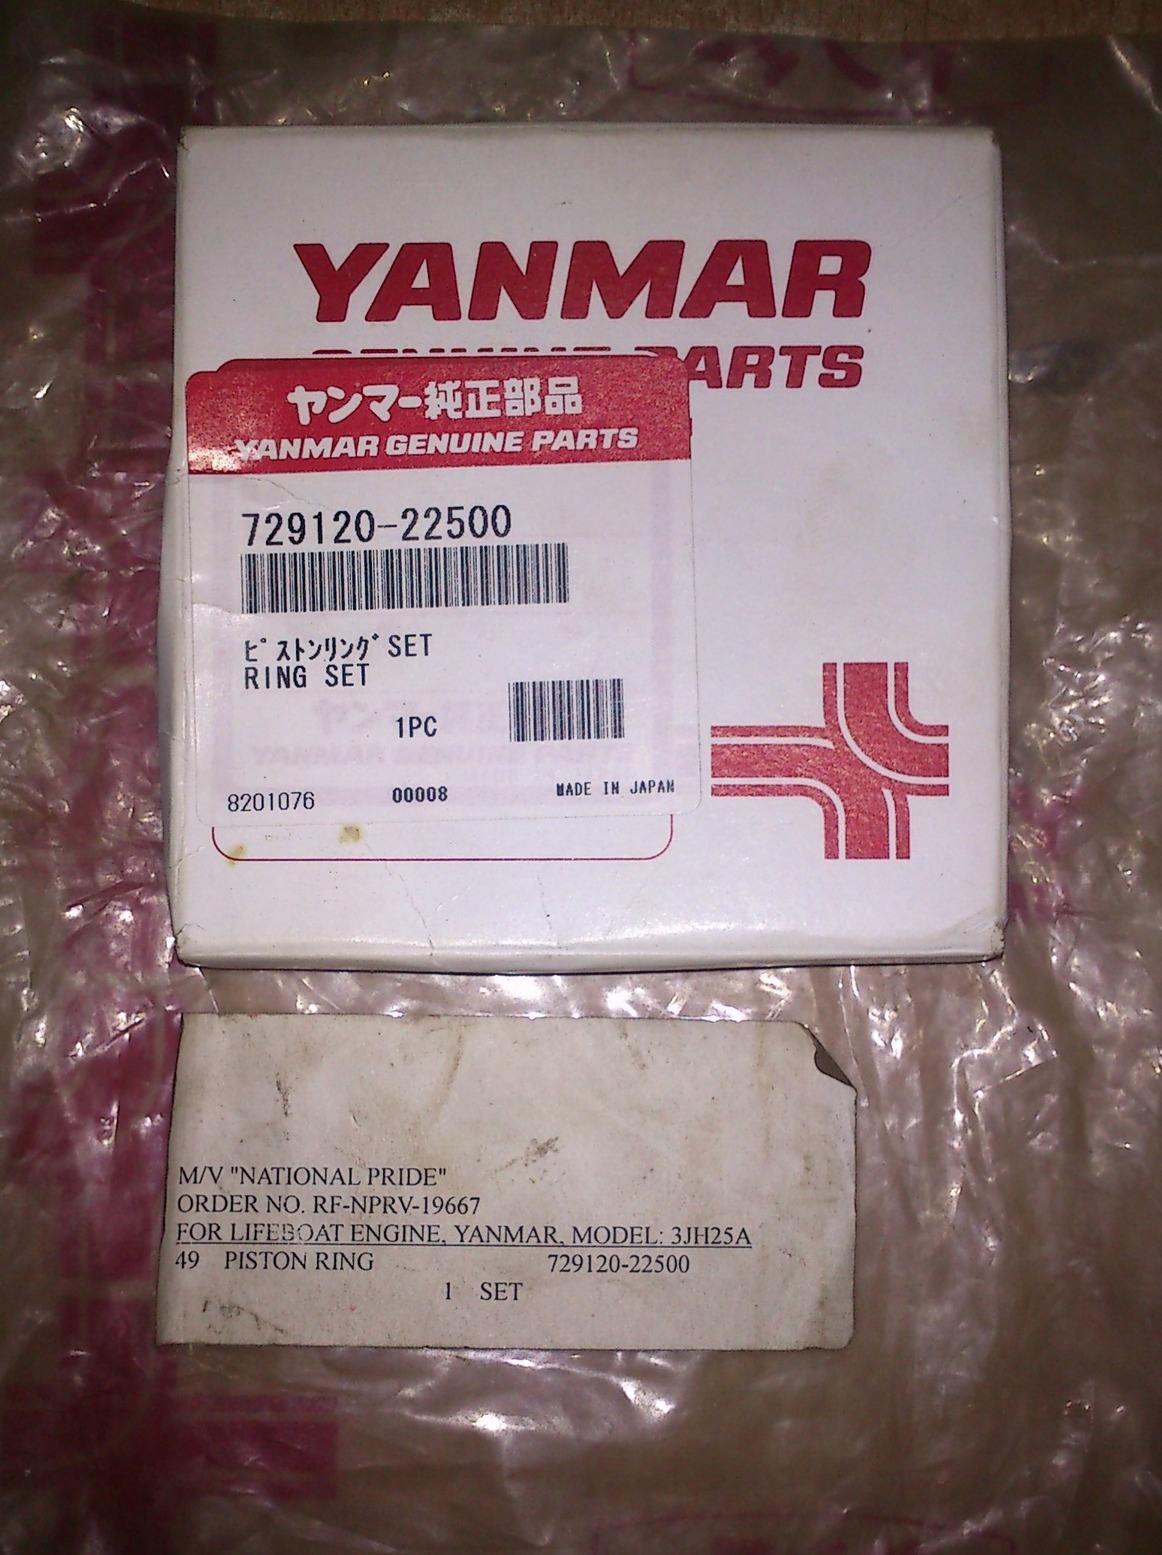 YANMAR
PARTS
ヤンマー純正部品
YANMAR GENUINE PARTS
729120-22500
ﾋﾟｽﾄﾝﾘﾝｸﾞSET
RING SET
1PC
8201076 00008 MADE IN JAPAN
M/V "NATIONAL PRIDE"
ORDER NO. RF-NPRV-19667
FOR LIFEBOAT ENGINE, YANMAR, MODEL: 3JH25A
49 PISTON RING 729120-22500
1 SET